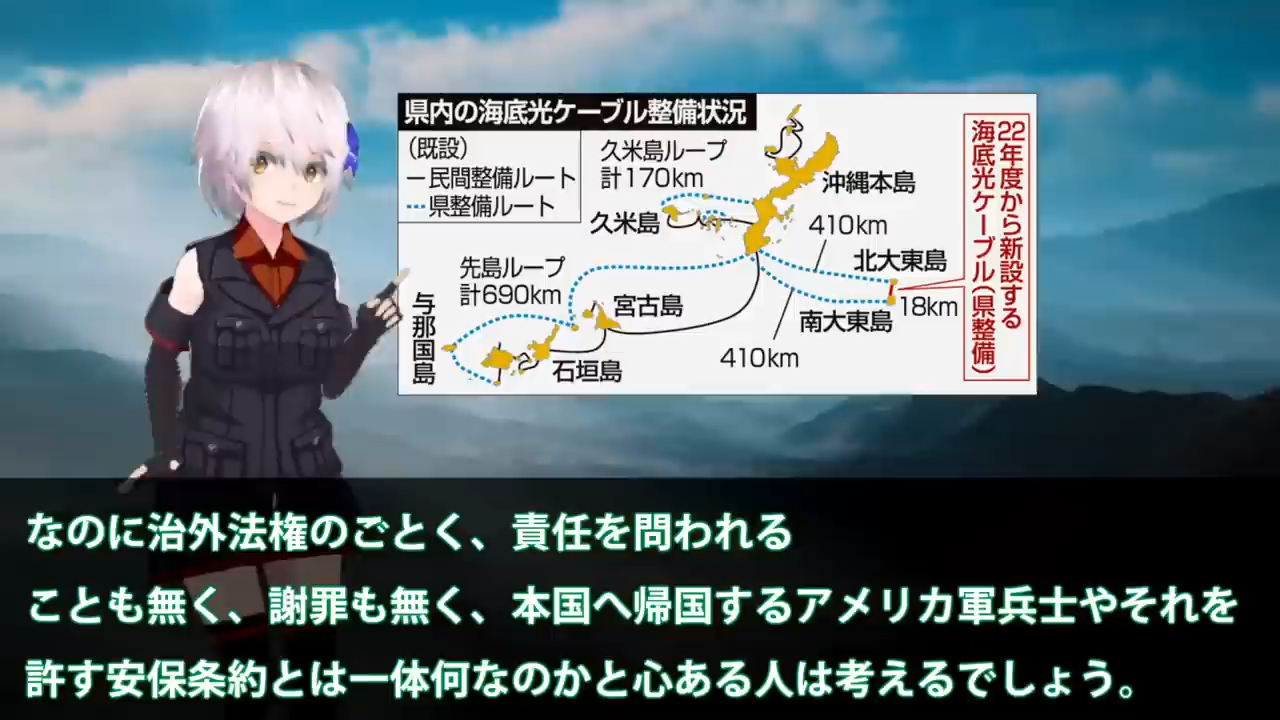 県内の海底光ケーブル整備状況
（既設）
ー民間整備ルート
…県整備ルート
久米島ループ
計170km
沖縄本島
久米島
410km
北大東島
先島ループ
計690km
与那国島
宮古島
18km
南大東島
410km
石垣島
22年度から新設する
海底光ケーブル（県整備）
なのに治外法権のごとく、責任を問われる
ことも無く、謝罪も無く、本国へ帰国するアメリカ軍兵士やそれを
許す安保条約とは一体何なのかと心ある人は考えるでしょう。